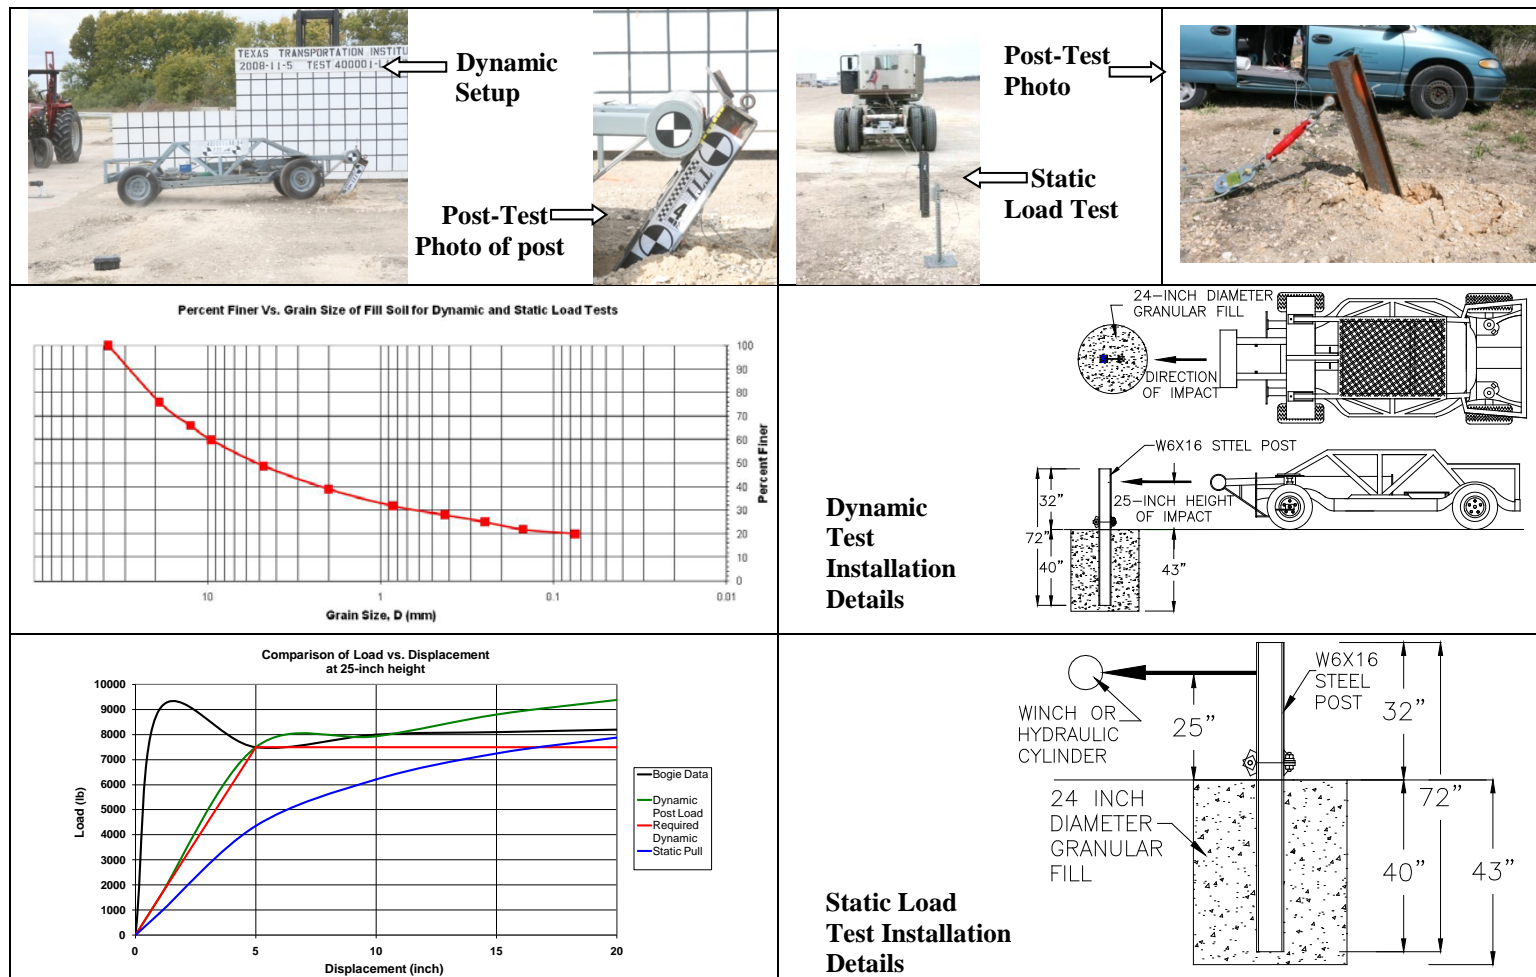 TEXAS TRANSPORTATION INSTITU
2008-11-5 TEST 400001-L
Dynamic
Setup
Post-Test
Photo of post
TTI
4
Static
Load Test
Post-Test
Photo
Percent Finer Vs. Grain Size of Fill Soil for Dynamic and Static Load Tests
100
90
80
70
60
50
40
30
20
10
0
Percent Finer
10
1
0.1
0.01
Grain Size, D (mm)
24-INCH DIAMETER
GRANULAR FILL
DIRECTION
OF IMPACT
W6X16 STTEL POST
32"
25-INCH HEIGHT
OF IMPACT
72"
40"
43"
Dynamic
Test
Installation
Details
Comparison of Load vs. Displacement
at 25-inch height
10000
9000
8000
7000
6000
5000
4000
3000
2000
1000
0
Load (lb)
0
5
10
15
20
Displacement (inch)
Bogie Data
Dynamic
Post Load
Required
Dynamic
Static Pull
W6X16
STEEL
POST
WINCH OR
HYDRAULIC
CYLINDER
25"
32"
24 INCH
DIAMETER
GRANULAR
FILL
72"
40"
43"
Static Load
Test Installation
Details